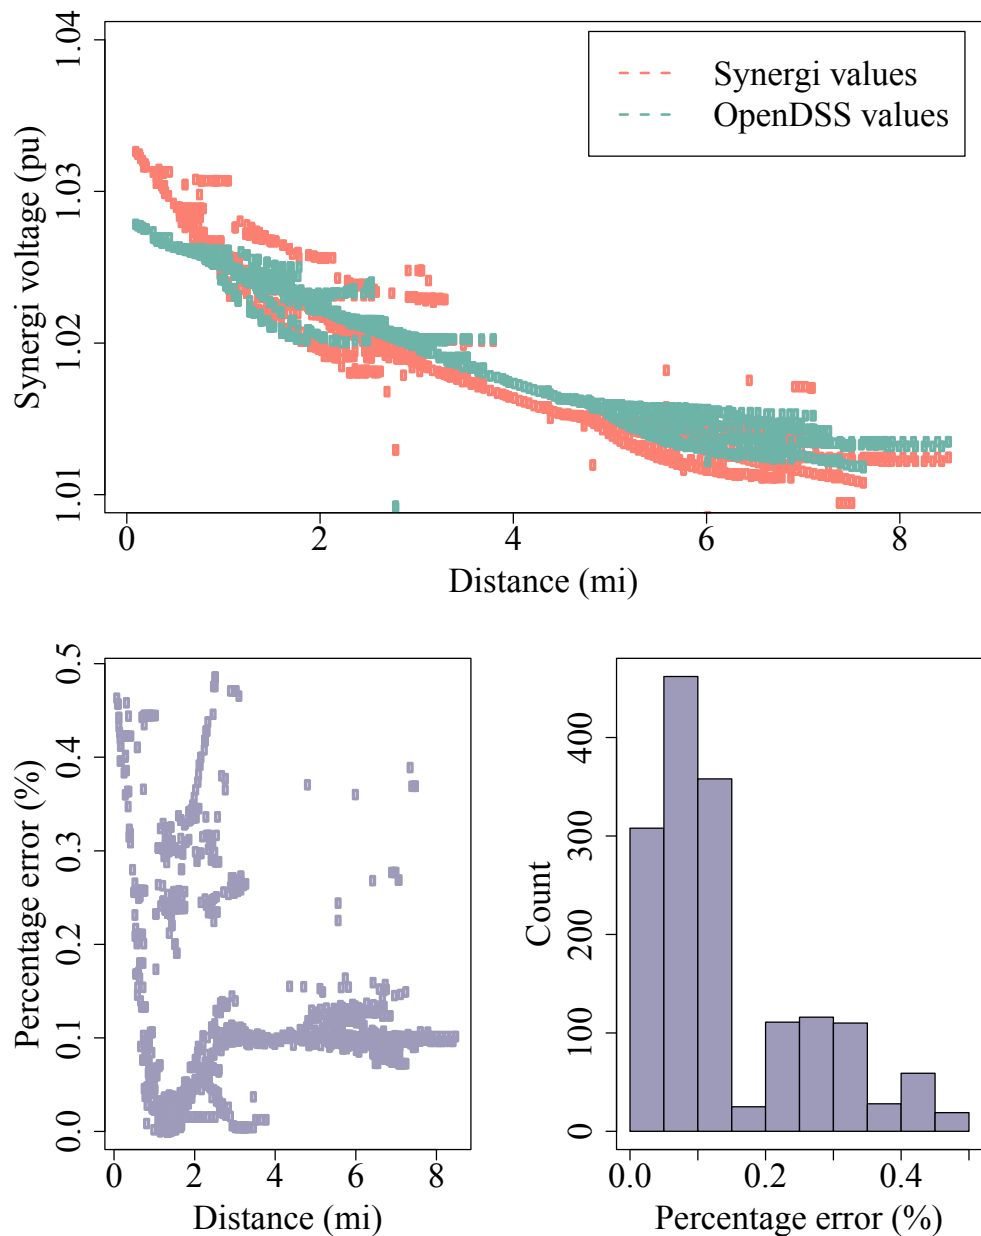 Synergi voltage (pu)
1.04
1.03
1.02
1.01
Synergi values
OpenDSS values
0 2 4 6 8
Distance (mi)
Percentage error (%)
0.5
0.4
0.3
0.2
0.1
0.0
0 2 4 6 8
Distance (mi)
Count
400
300
200
100
0
0.0 0.2 0.4
Percentage error (%)